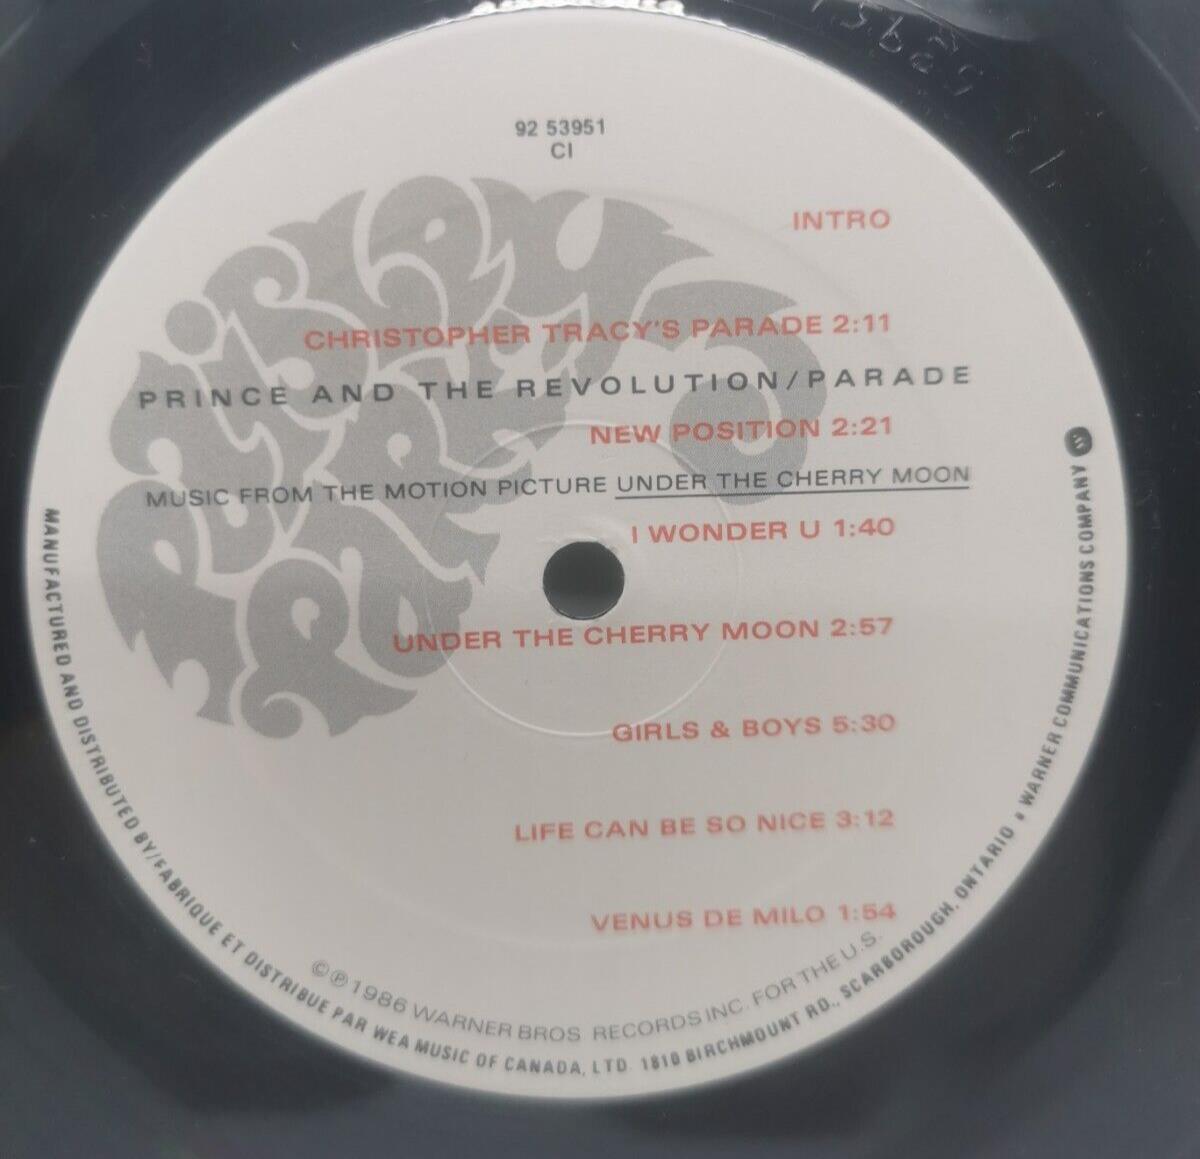 92 53951
CI
INTRO
CHRISTOPHER TRACY'S PARADE 2:11
PRINCE AND THE REVOLUTION/PARADE
NEW POSITION 2:21
MUSIC FROM THE MOTION PICTURE UNDER THE CHERRY MOON
I WONDER U 1:40
UNDER THE CHERRY MOON 2:57
GIRLS & BOYS 5:30
LIFE CAN BE SO NICE 3:12
VENUS DE MILO 1:54
©℗1986 WARNER BROS RECORDS INC. FOR THE U.S.
MANUFACTURED AND DISTRIBUTED BY/FABRIQUE ET DISTRIBUE PAR WEA MUSIC OF CANADA, LTD. 1810 BIRCHMOUNT RD., SCARBOROUGH, ONTARIO • WARNER COMMUNICATIONS COMPANY